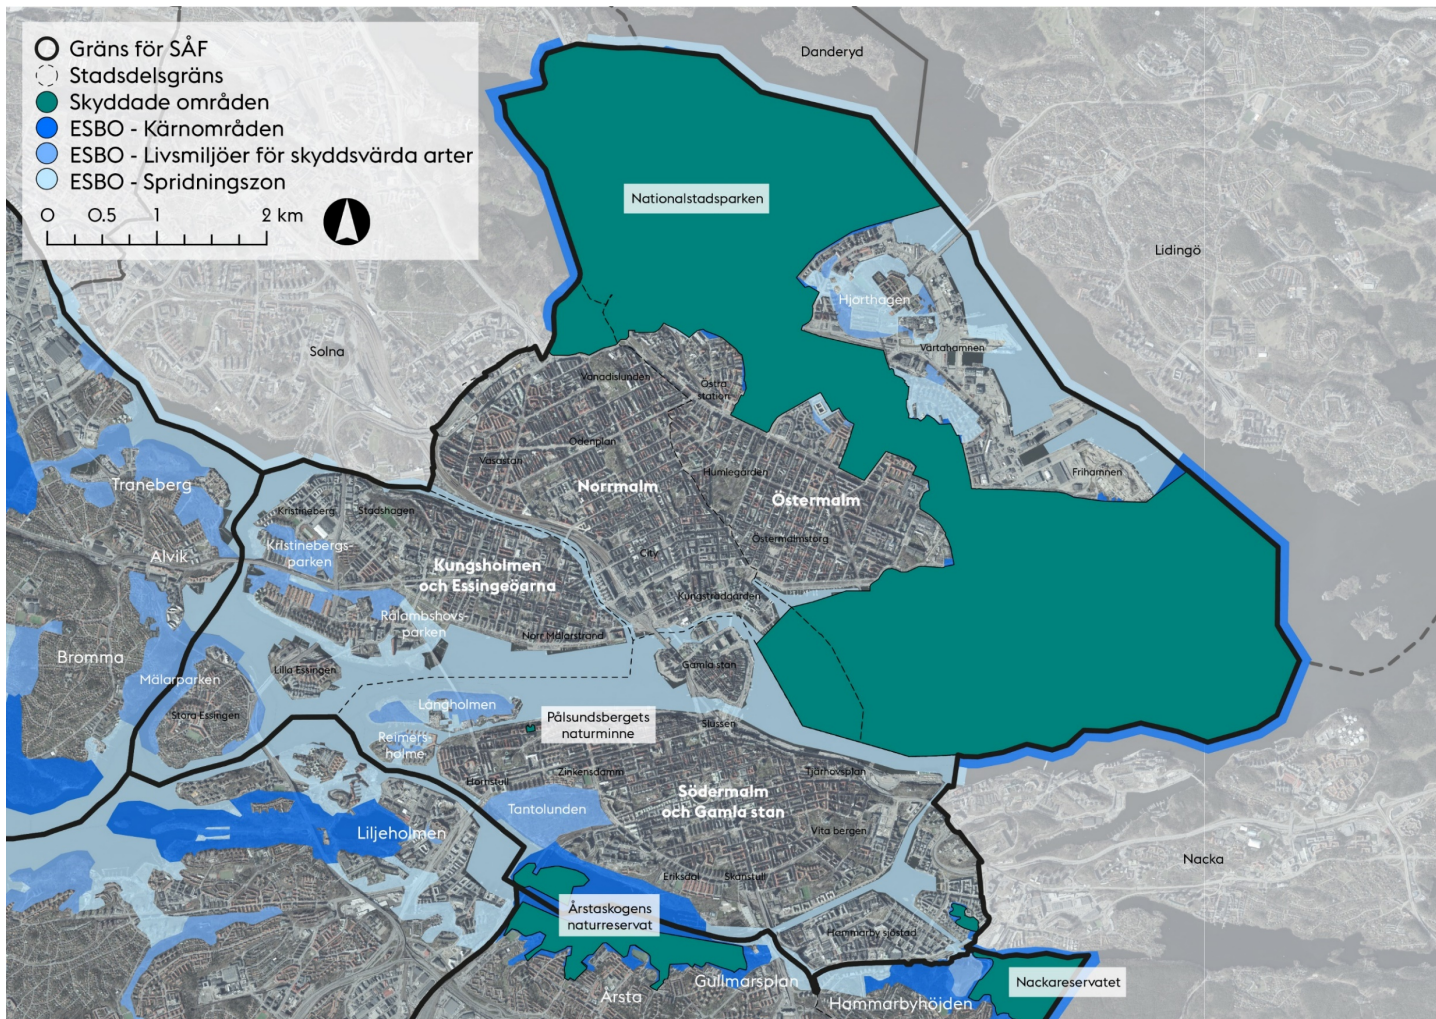 Gräns för SÅF
Stadsdelsgräns
Skyddade områden
ESBO - Kärnområden
ESBO - Livsmiljöer för skyddsvärda arter
ESBO - Spridningszon
0 0.5 1 2 km
Danderyd
Nationalstadsparken
Lidingö
Hjorthagen
Värtahamnen
Solna
Vanadislunden
Östra
station
Odenplan
Vasastan
Humlegården
Frihamnen
Traneberg
Norrmalm
Östermalm
Kristineberg
Stadshagen
Östermalmstorg
Alvik
Kristinebergs-
parken
City
Kungsholmen
och Essingeöarna
Kungsträdgården
Rålambshovs-
parken
Norr Mälarstrand
Bromma
Lilla Essingen
Gamla stan
Mälarparken
Stora Essingen
Långholmen
Pålsundsbergets
naturminne
Slussen
Reimers-
holme
Hornstull
Zinkensdamm
Tjärhovsplan
Södermalm
och Gamla stan
Tantolunden
Liljeholmen
Vita bergen
Nacka
Eriksdal
Skanstull
Årstaskogens
naturreservat
Hammarby sjöstad
Gullmarsplan
Nackareservatet
Årsta
Hammarbyhöjden